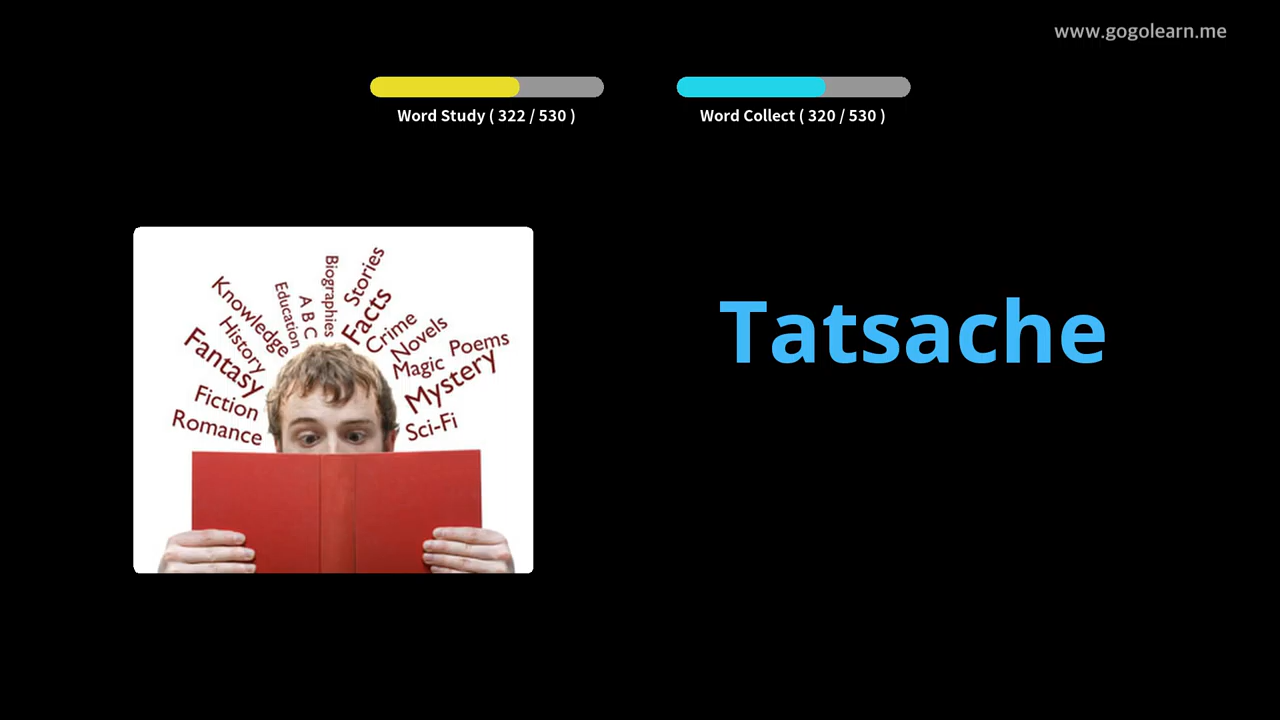 www.gogolearn.me
Word Study ( 322 / 530 )
Word Collect ( 320 / 530 )
Tatsache
Knowledge
Education
A B C
Biographies
Stories
Facts
Crime
Novels
Poems
History
Fantasy
Magic
Mystery
Fiction
Romance
Sci-Fi